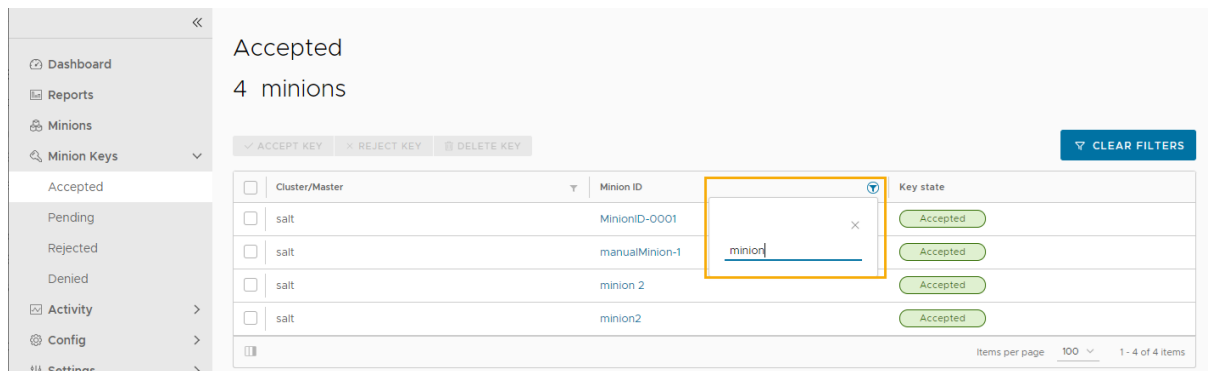 Dashboard
Reports
Minions
Minion Keys
Accepted
Pending
Rejected
Denied
Activity
Config
Settings
Accepted
4 minions
ACCEPT KEY REJECT KEY DELETE KEY
CLEAR FILTERS
Cluster/Master Minion ID Key state
salt MinionID-0001 Accepted
salt manualMinion-1 Accepted
minion
salt minion 2 Accepted
salt minion2 Accepted
Items per page 100 1 - 4 of 4 items